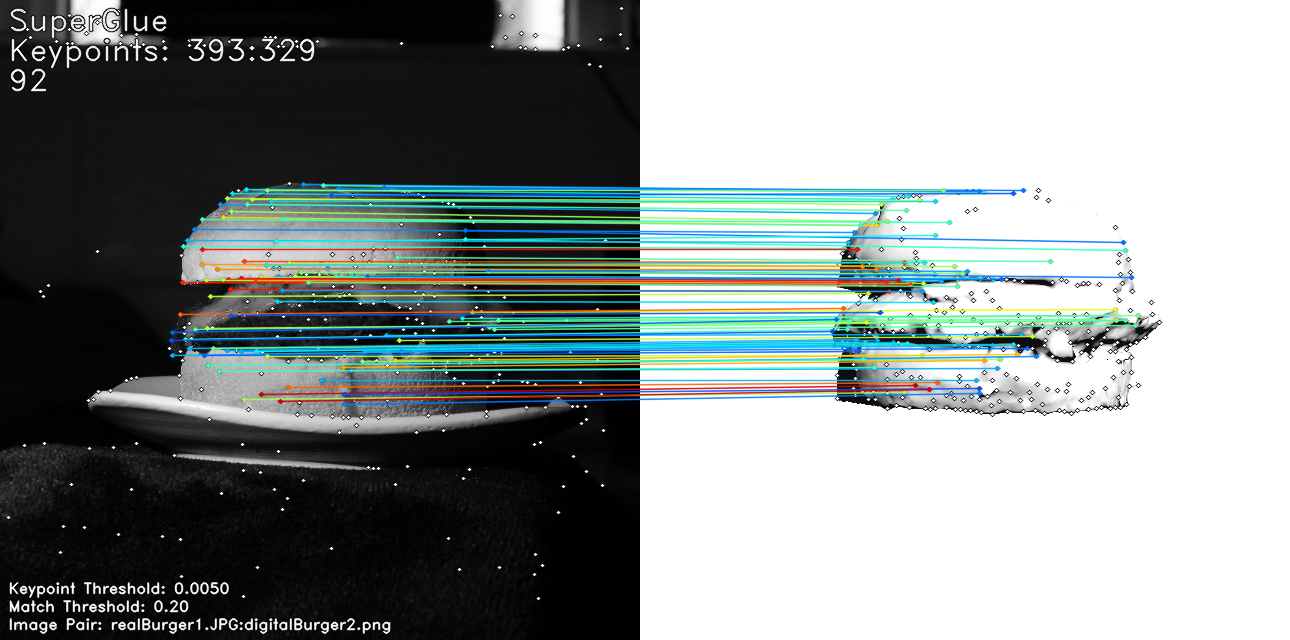 SuperGlue
Keypoints: 393:329
92
Keypoint Threshold: 0.0050
Match Threshold: 0.20
Image Pair: realBurger1.JPG:digitalBurger2.png